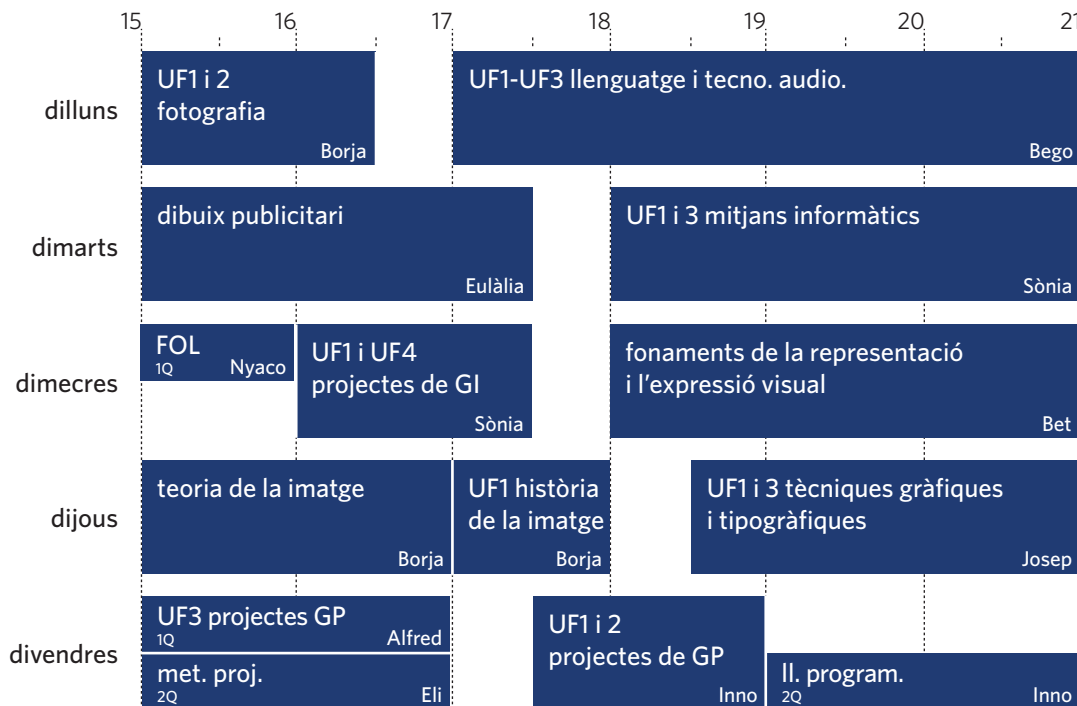 15 16 17 18 19 20 21
dilluns
UF1 i 2
fotografia
Borja
UF1-UF3 llenguatge i tecno. audio.
Bego
dimarts
dibuix publicitari
Eulàlia
UF1 i 3 mitjans informàtics
Sònia
dimecres
FOL
1Q Nyaco
UF1 i UF4
projectes de GI
Sònia
fonaments de la representació
i l'expressió visual
Bet
dijous
teoria de la imatge
Borja
UF1 història
de la imatge
Borja
UF1 i 3 tècniques gràfiques
i tipogràfiques
Josep
divendres
UF3 projectes GP
1Q Alfred
met. proj.
2Q Eli
UF1 i 2
projectes de GP
Inno
ll. program.
2Q Inno